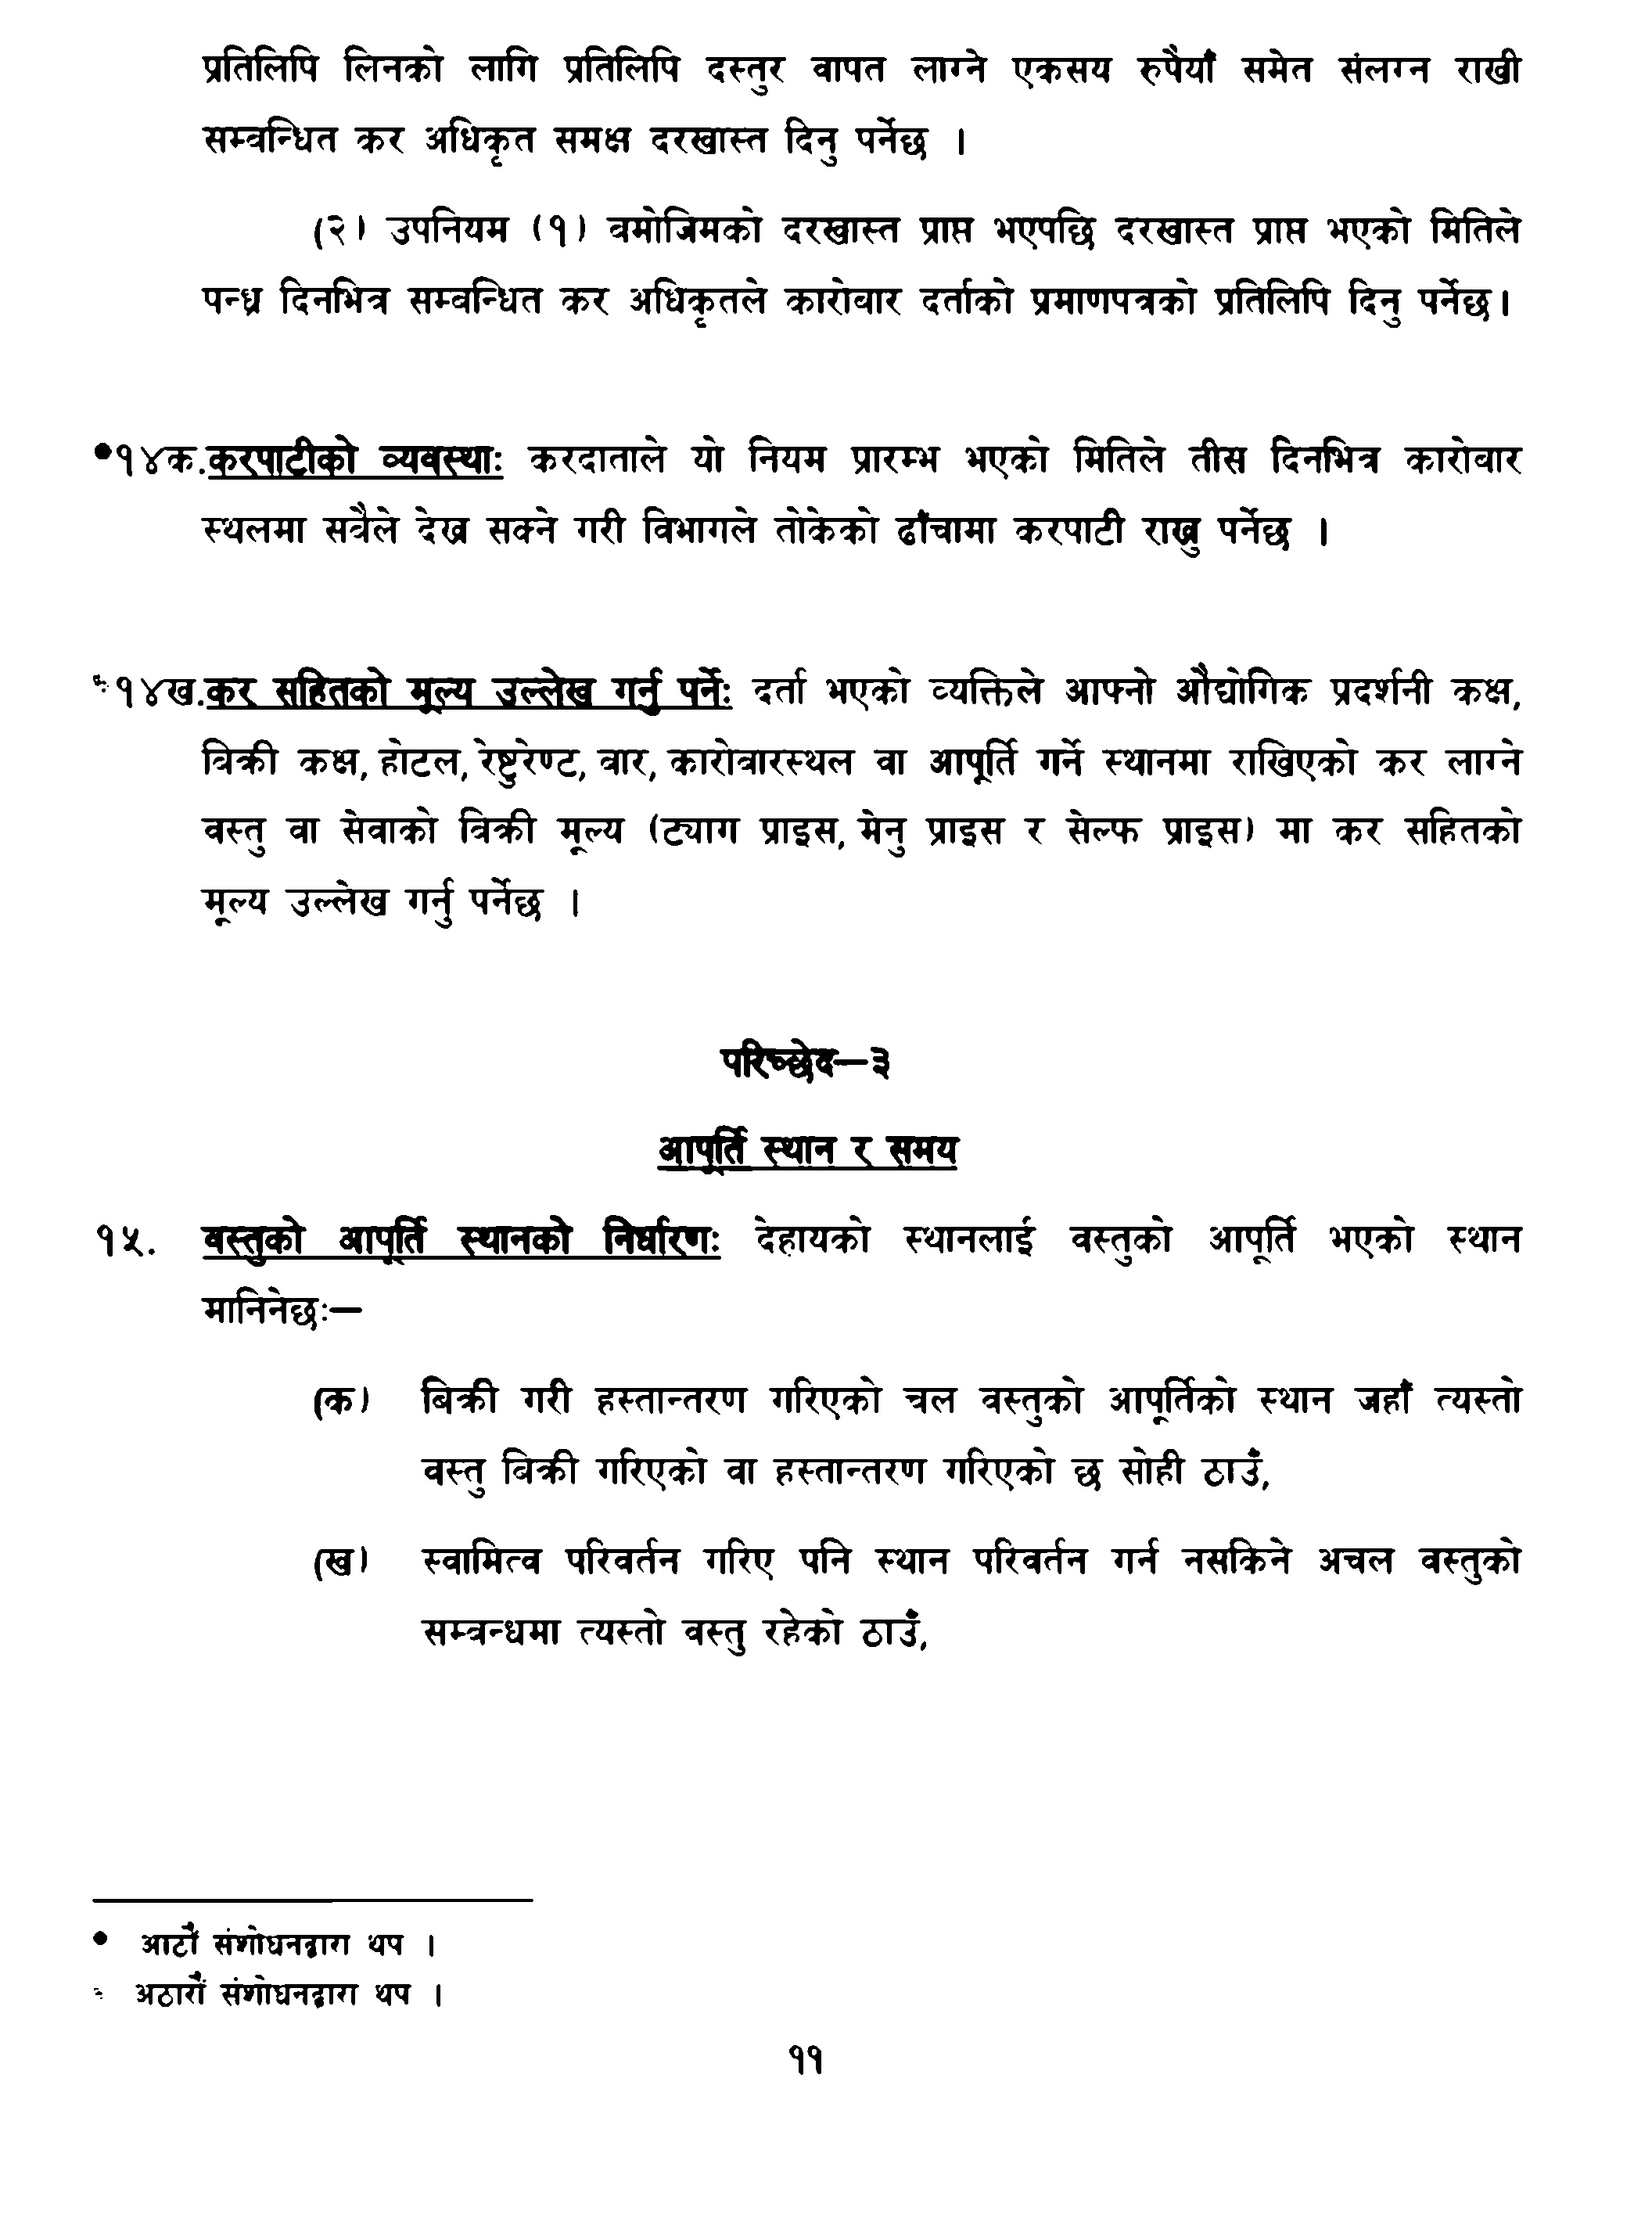 प्रतिलिपि लिनको लागि प्रतिलिपि दस्तुर वापत लाग्ने एकसय रुपैयाँ समेत संलग्न राखी
सम्वन्धित कर अधिकृत समक्ष दरखास्त दिनु पर्नेछ ।
(२) उपनियम (१) बमोजिमको दरखास्त प्राप्त भएपछि दरखास्त प्राप्त भएको मितिले
पन्ध्र दिनभित्र सम्वन्धित कर अधिकृतले कारोवार दर्ताको प्रमाणपत्रको प्रतिलिपि दिनु पर्नेछ।
●१४क.करपाटीको व्यवस्थाः करदाताले यो नियम प्रारम्भ भएको मितिले तीस दिनभित्र कारोबार
स्थलमा सबैले देख्न सक्ने गरी विभागले तोकेको ढाँचामा करपाटी राख्नु पर्नेछ ।
१४ख.कर सहितको मूल्य उल्लेख गर्नु पर्नेः दर्ता भएको व्यक्तिले आफ्नो औद्योगिक प्रदर्शनी कक्ष,
बिक्री कक्ष, होटल, रेष्टुरेण्ट, बार, कारोबारस्थल वा आपूर्ति गर्ने स्थानमा राखिएको कर लाग्ने
वस्तु वा सेवाको बिक्री मूल्य (ट्याग प्राइस, मेनु प्राइस र सेल्फ प्राइस) मा कर सहितको
मूल्य उल्लेख गर्नु पर्नेछ ।
परिच्छेद–३
आपूर्ति स्थान र समय
१५. वस्तुको आपूर्ति स्थानको निर्धारणः देहायको स्थानलाई वस्तुको आपूर्ति भएको स्थान
मानिनेछः–
(क) बिक्री गरी हस्तान्तरण गरिएको चल वस्तुको आपूर्तिको स्थान जहाँ त्यस्तो
वस्तु बिक्री गरिएको वा हस्तान्तरण गरिएको छ सोही ठाउँ,
(ख) स्वामित्व परिवर्तन गरिए पनि स्थान परिवर्तन गर्न नसकिने अचल वस्तुको
सम्बन्धमा त्यस्तो वस्तु रहेको ठाउँ,
● आटौं संशोधनद्वारा थप ।
अठारौं संशोधनद्वारा थप ।
११